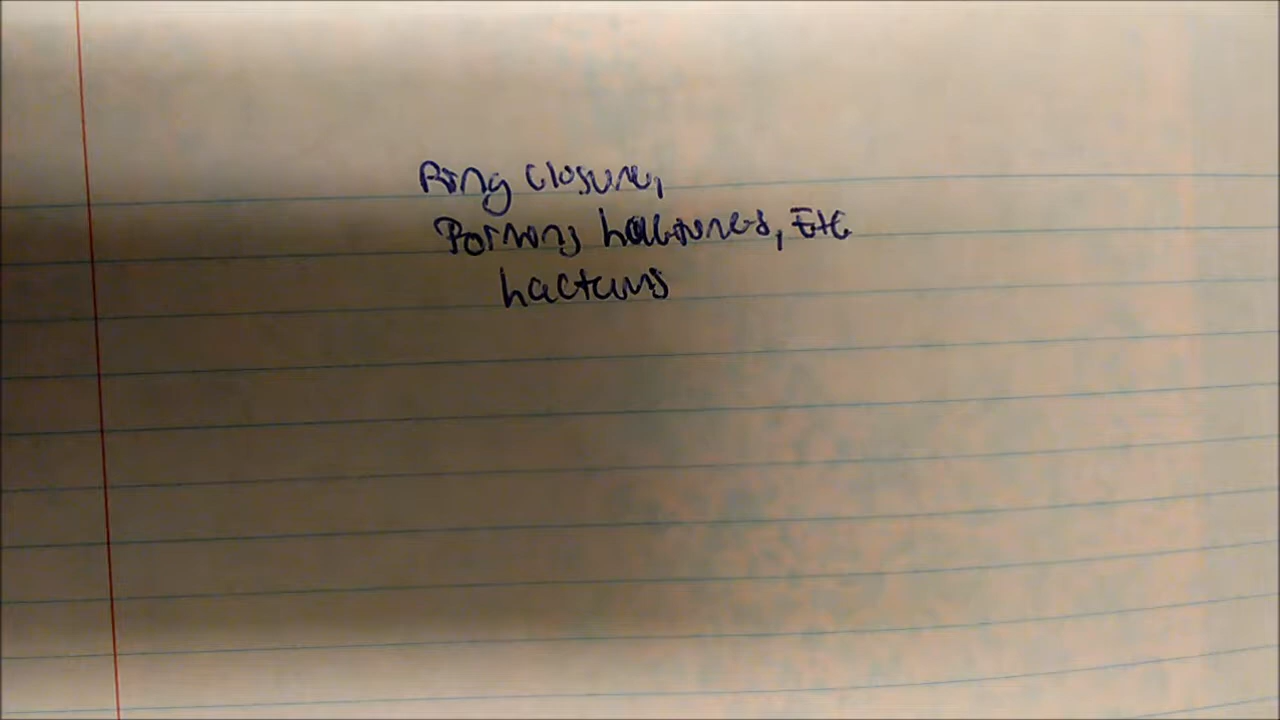 Ring closure,
Forming lactones, Etc
Lactams